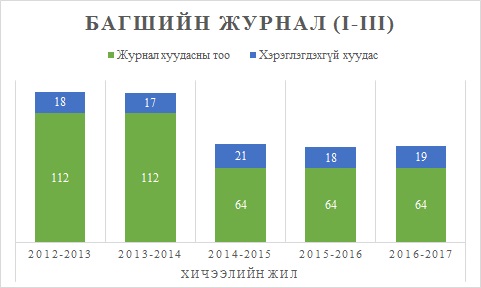 БАГШИЙН ЖУРНАЛ (I-III)
Журнал хуудасны тоо Хэрэглэгдэхгүй хуудас
18 17 21 18 19
112 112 64 64 64
2012-2013 2013-2014 2014-2015 2015-2016 2016-2017
ХИЧЭЭЛИЙН ЖИЛ